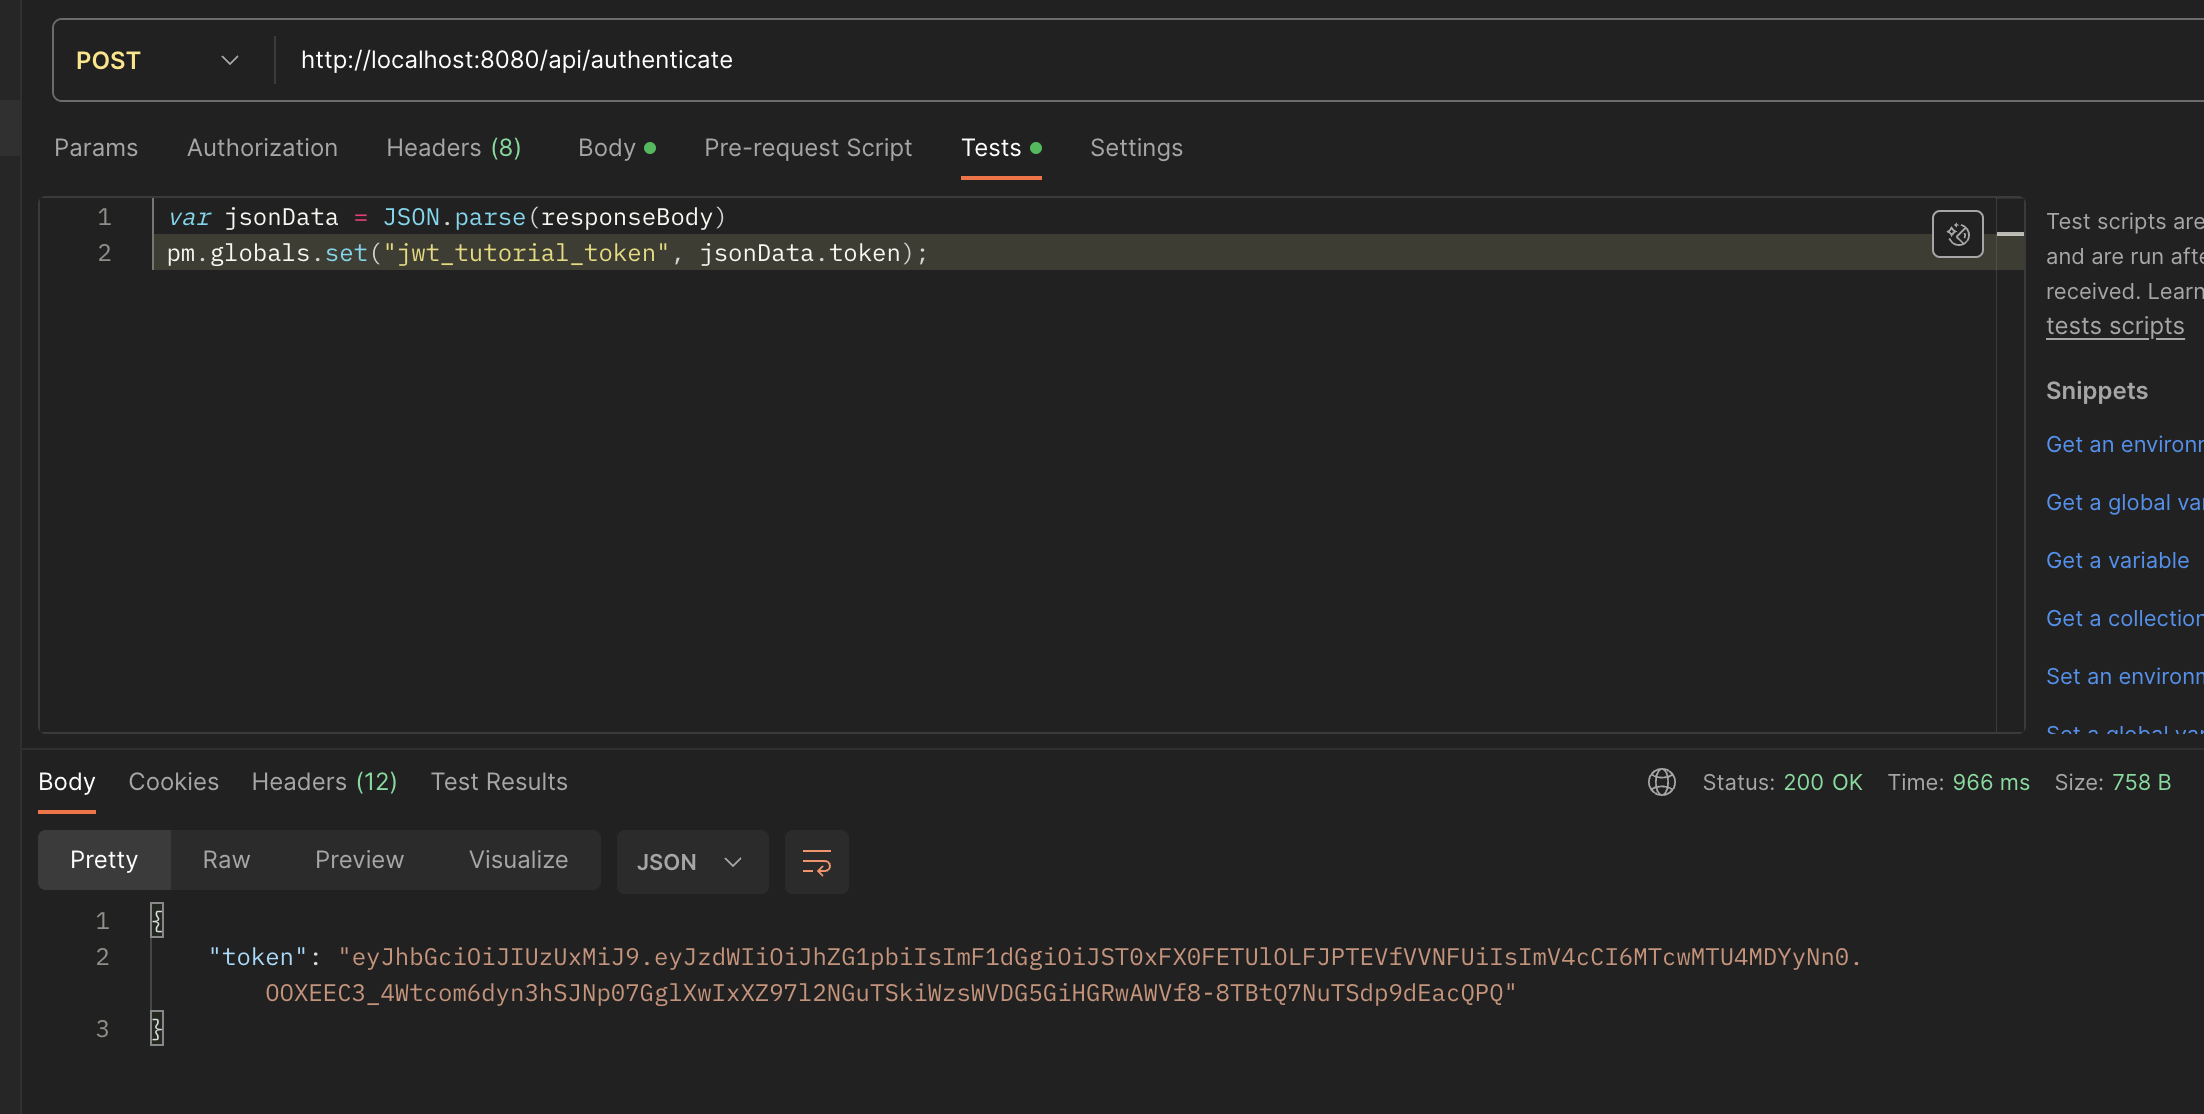 POST
http://localhost:8080/api/authenticate
Params Authorization Headers (8) Body Pre-request Script Tests Settings
1 var jsonData = JSON.parse(responseBody)
2 pm.globals.set("jwt_tutorial_token", jsonData.token);
Test scripts are
and are run afte
received. Learn
tests scripts
Snippets
Get an environm
Get a global va
Get a variable
Get a collection
Set an environm
Set a global va
Body Cookies Headers (12) Test Results
Status: 200 OK Time: 966 ms Size: 758 B
Pretty Raw Preview Visualize JSON
1 {
2 "token": "eyJhbGciOiJIUzUxMiJ9.eyJzdWIiOiJhZG1pbiIsImF1dGgiOiJST0xFX0FETUlOLFJPTEVfVVNFUiIsImV4cCI6MTcwMTU4MDYyNn0.
OOXEEC3_4Wtcom6dyn3hSJNp07GglXwIxXZ97l2NGuTSkiWzsWVDG5GiHGRwAWVf8-8TBtQ7NuTSdp9dEacQPQ"
3 }